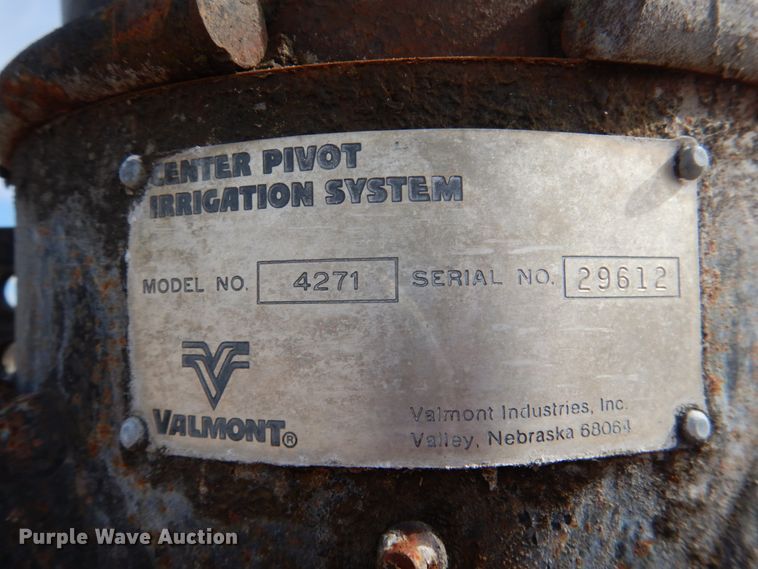 CENTER PIVOT
IRRIGATION SYSTEM
MODEL NO. 4271 SERIAL NO. 29612
VALMONT®
Valmont Industries, Inc.
Valley, Nebraska 68064
Purple Wave Auction